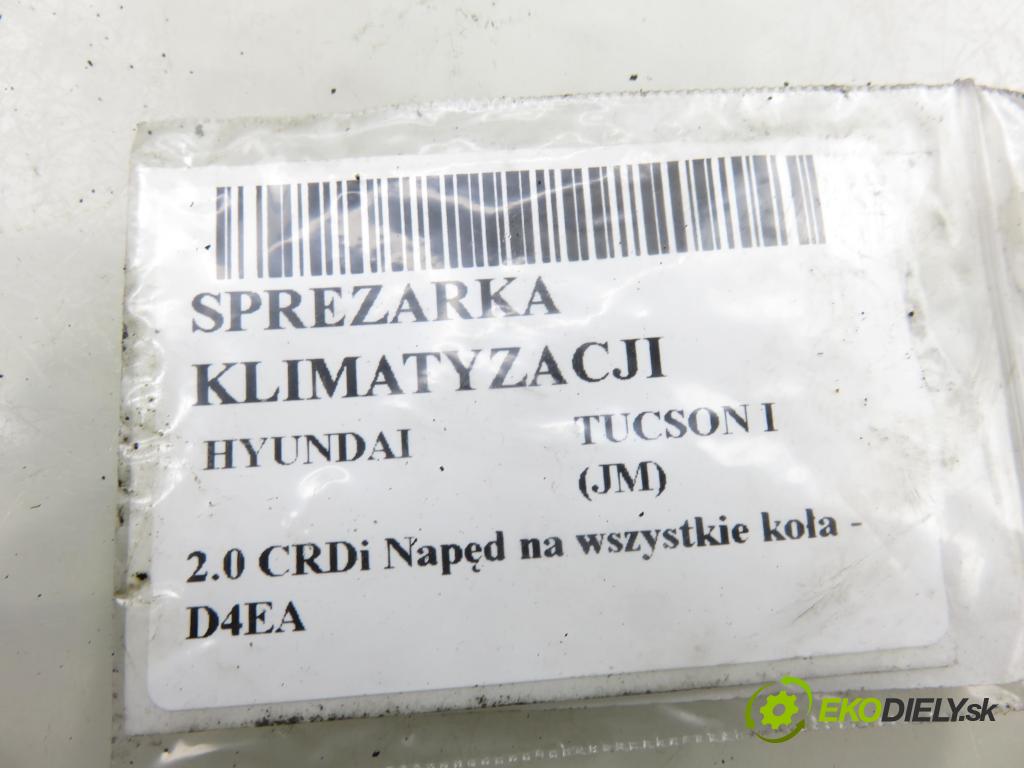 SPREZARKA
KLIMATYZACJI
HYUNDAI TUCSON I
(JM)
2.0 CRDi Napęd na wszystkie koła -
D4EA
EKODIELY.sk